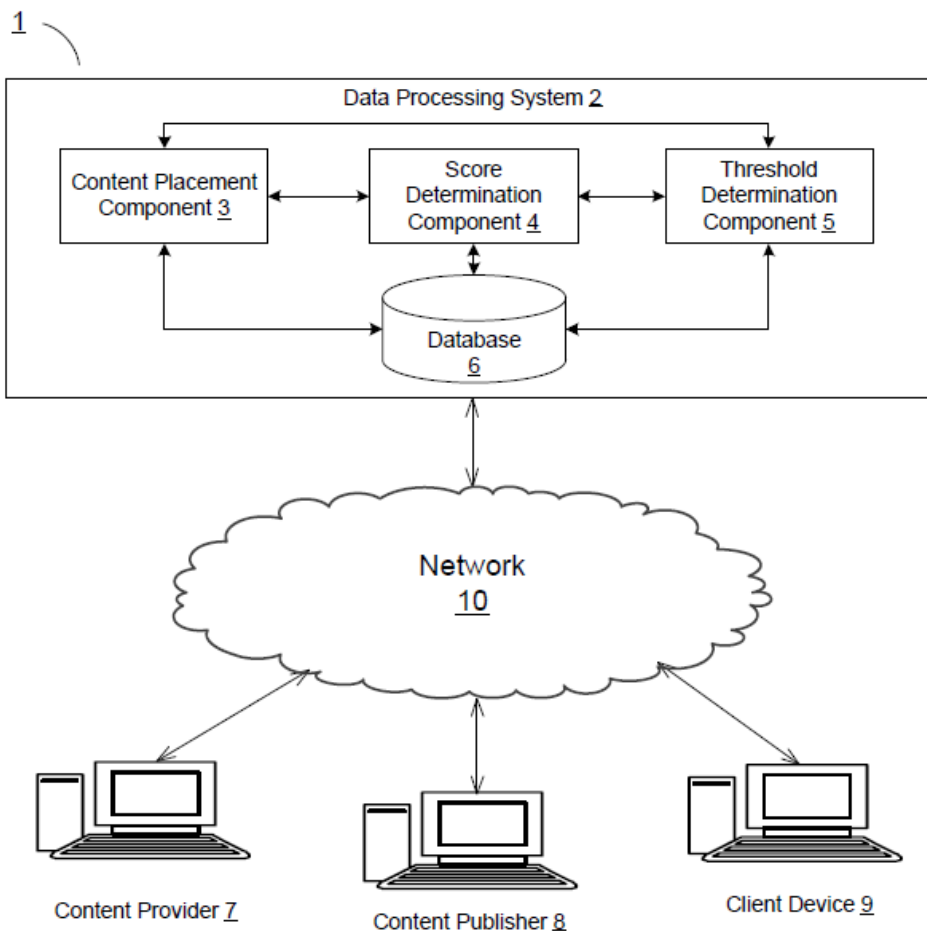 1
Data Processing System 2
Content Placement
Component 3
Score
Determination
Component 4
Threshold
Determination
Component 5
Database
6
Network
10
Content Provider 7
Content Publisher 8
Client Device 9